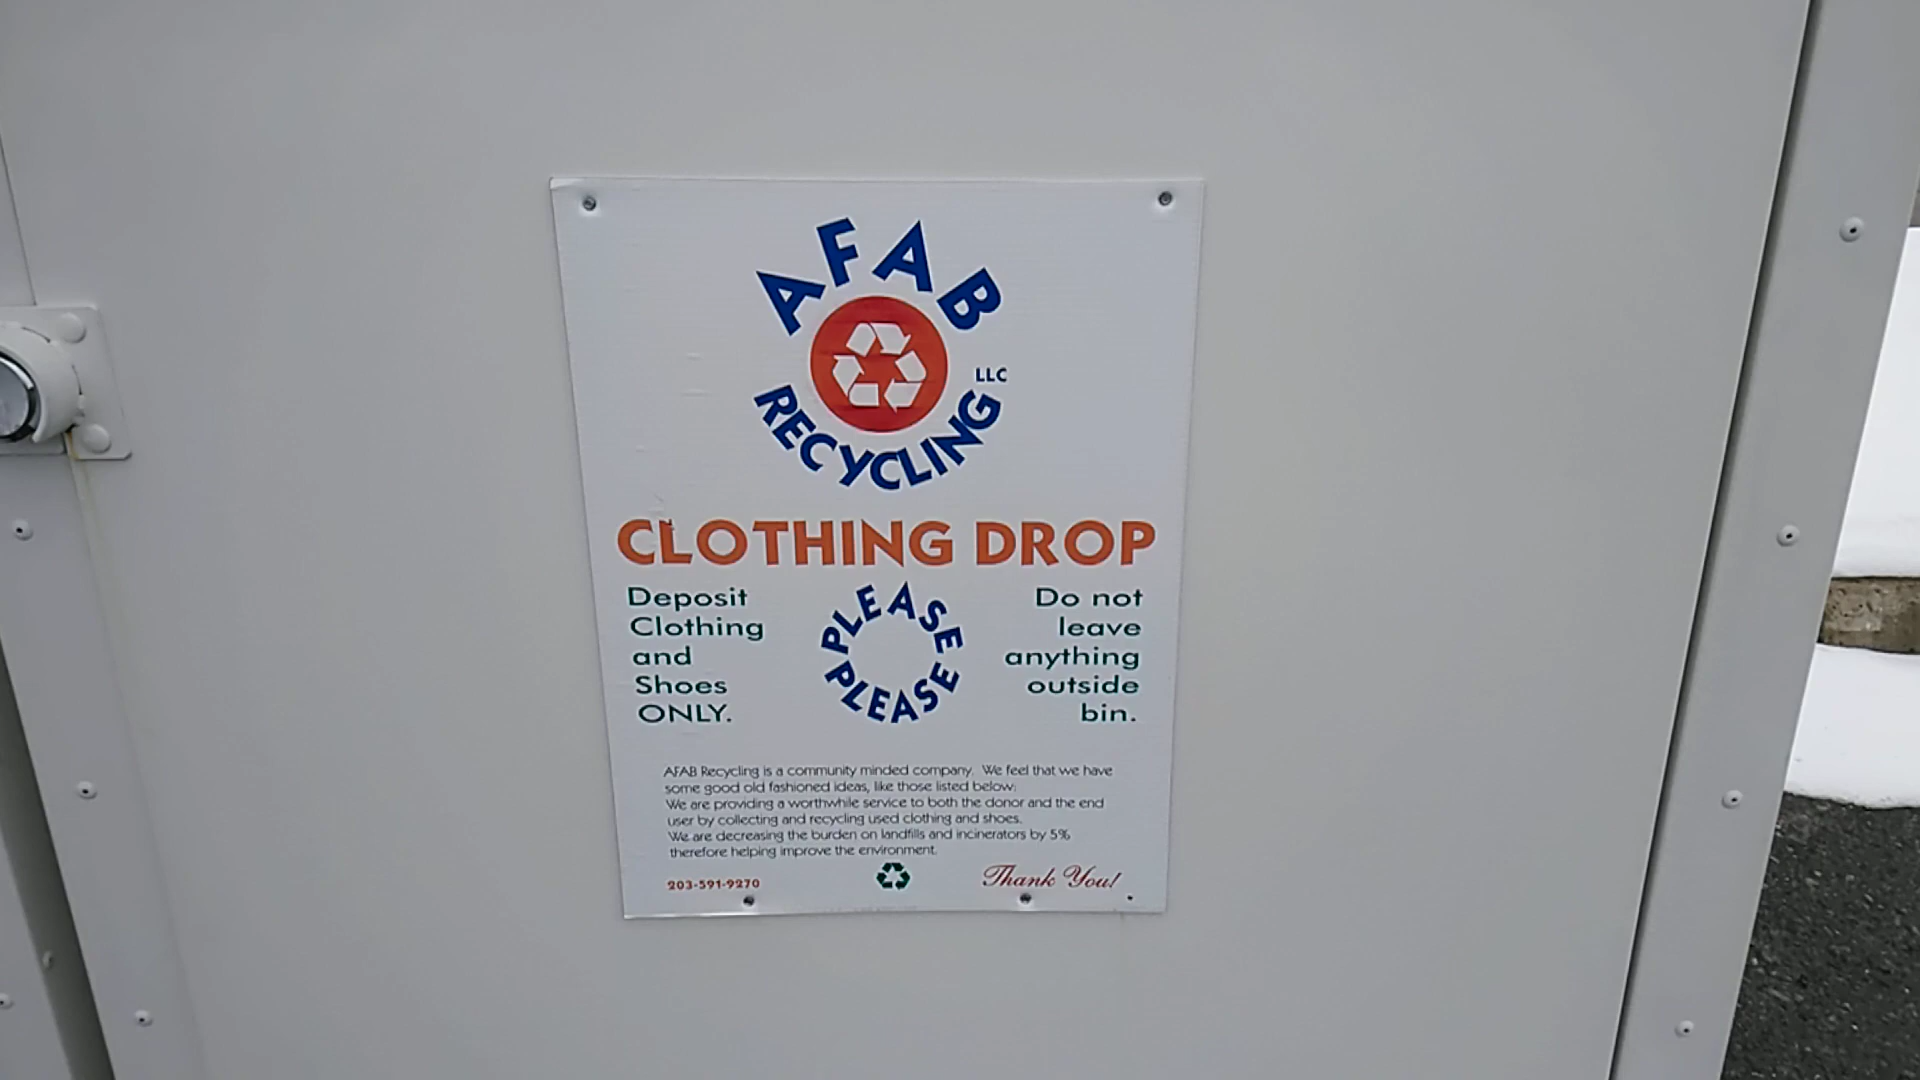 AFAB
RECYCLING LLC
CLOTHING DROP
Deposit
Clothing
and
Shoes
ONLY.
PLEASE
PLEASE
Do not
leave
anything
outside
bin.
AFAB Recycling is a community minded company. We feel that we have
some good old fashioned ideas, like those listed below:
We are providing a worthwhile service to both the donor and the end
user by collecting and recycling used clothing and shoes.
We are decreasing the burden on landfills and incinerators by 5%
therefore helping improve the environment.
203-591-9270
Thank You!